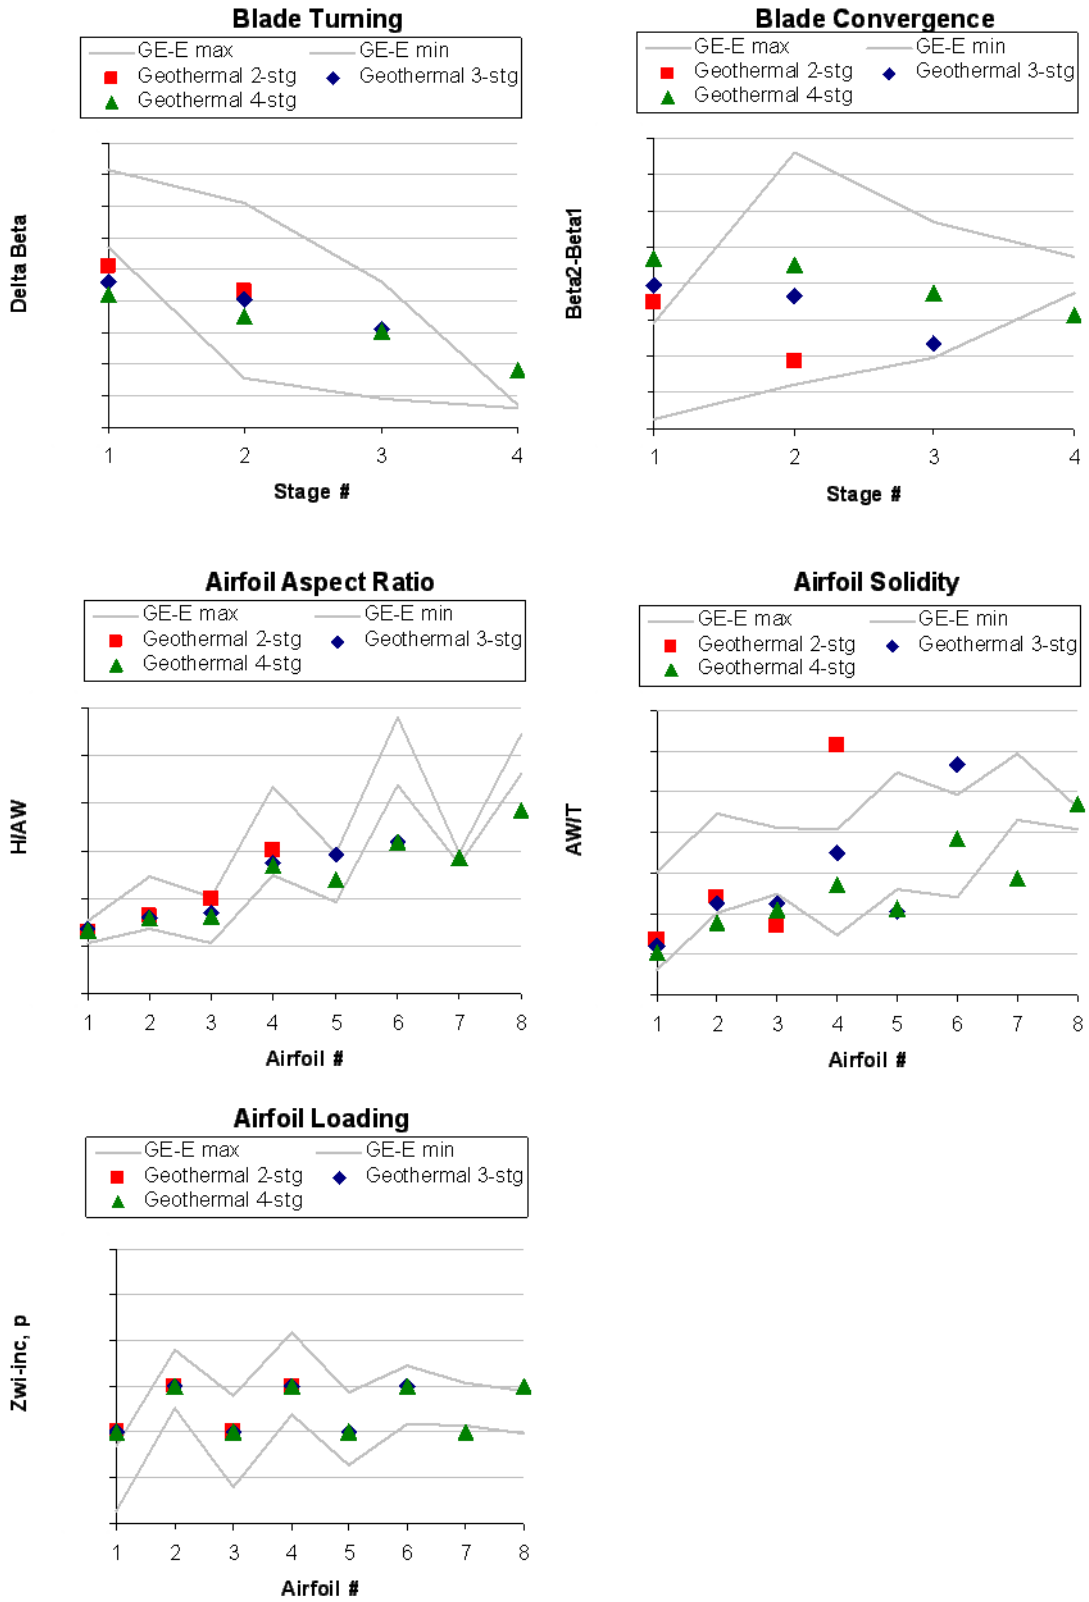 Blade Turning
GE-E max GE-E min
Geothermal 2-stg Geothermal 3-stg
Geothermal 4-stg
Delta Beta
1 2 3 4
Stage #
Blade Convergence
GE-E max GE-E min
Geothermal 2-stg Geothermal 3-stg
Geothermal 4-stg
Beta2-Beta1
1 2 3 4
Stage #
Airfoil Aspect Ratio
GE-E max GE-E min
Geothermal 2-stg Geothermal 3-stg
Geothermal 4-stg
H/AW
1 2 3 4 5 6 7 8
Airfoil #
Airfoil Solidity
GE-E max GE-E min
Geothermal 2-stg Geothermal 3-stg
Geothermal 4-stg
AW/T
1 2 3 4 5 6 7 8
Airfoil #
Airfoil Loading
GE-E max GE-E min
Geothermal 2-stg Geothermal 3-stg
Geothermal 4-stg
Zwi-inc, p
1 2 3 4 5 6 7 8
Airfoil #